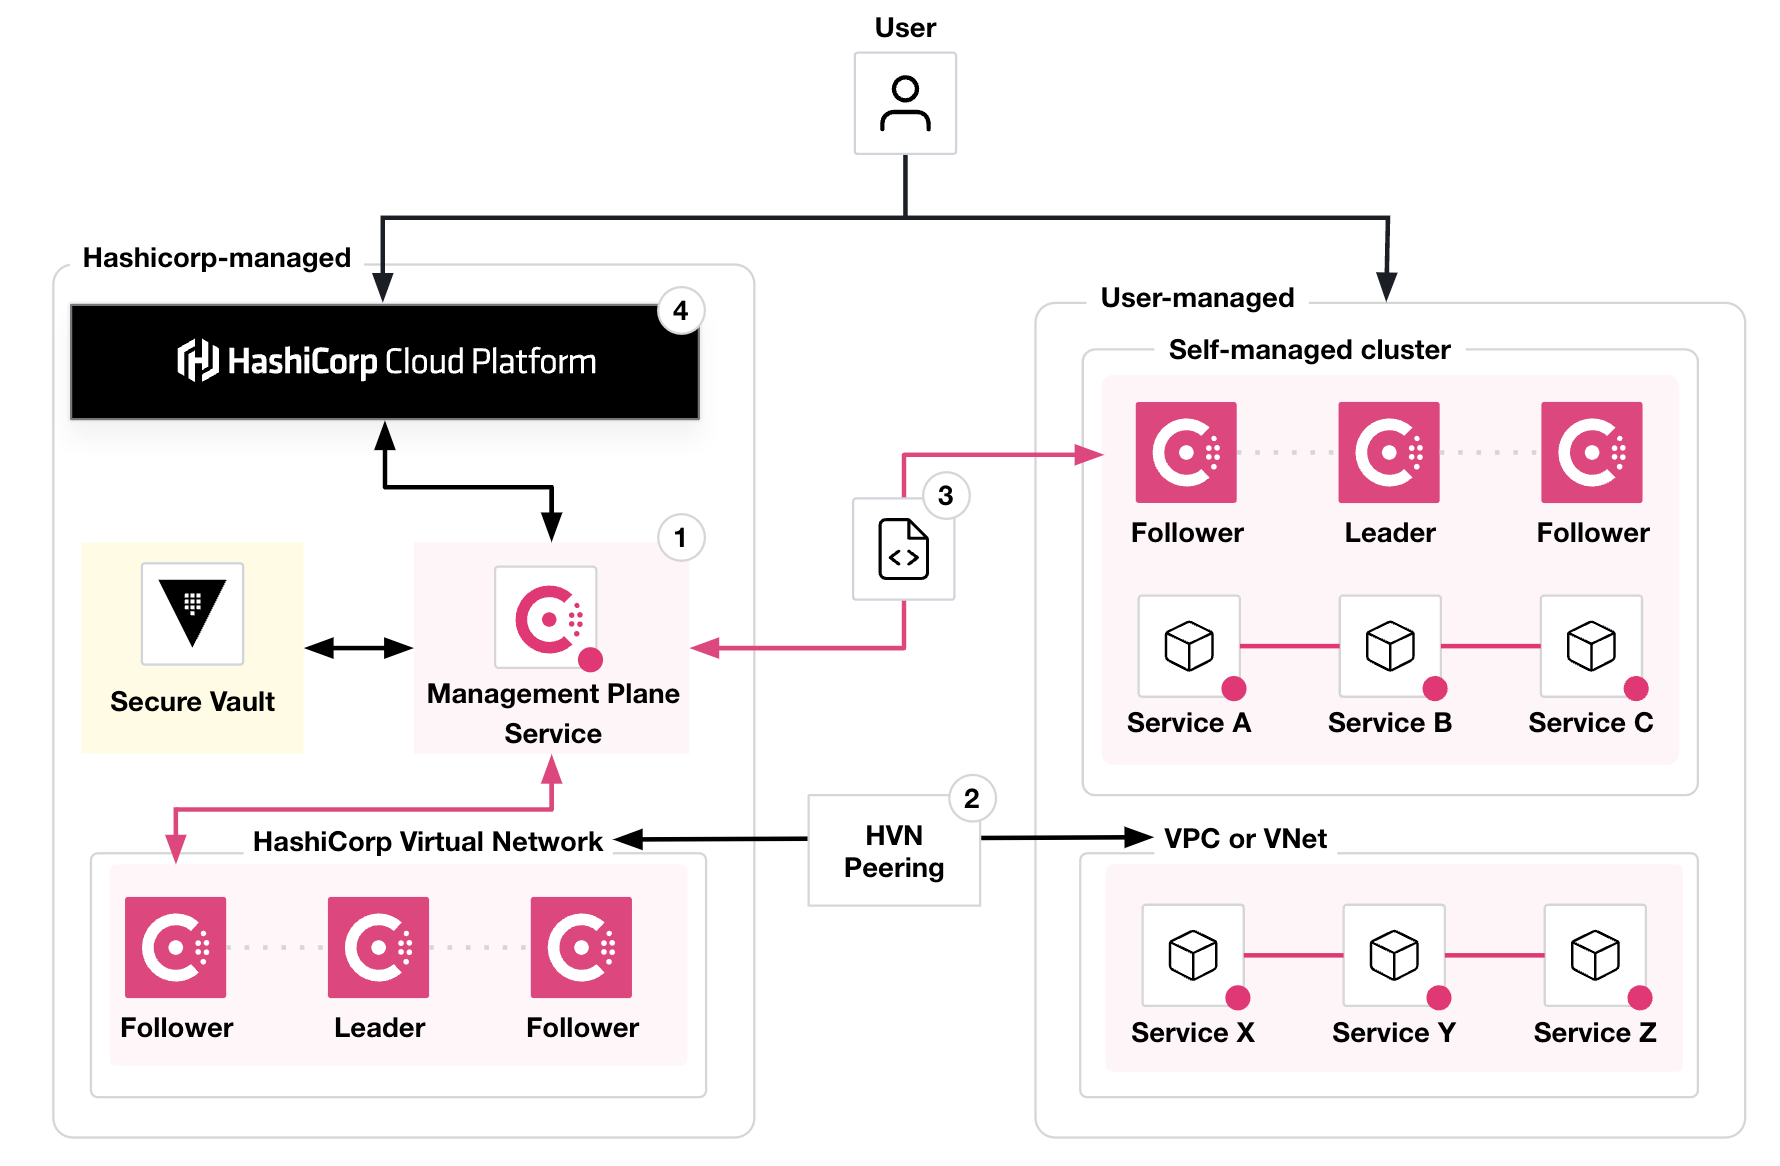 User
Hashicorp-managed
4
HashiCorp Cloud Platform
1
Secure Vault
Management Plane
Service
HashiCorp Virtual Network
Follower
Leader
Follower
3
2
HVN
Peering
User-managed
Self-managed cluster
Follower
Leader
Follower
Service A
Service B
Service C
VPC or VNet
Service X
Service Y
Service Z